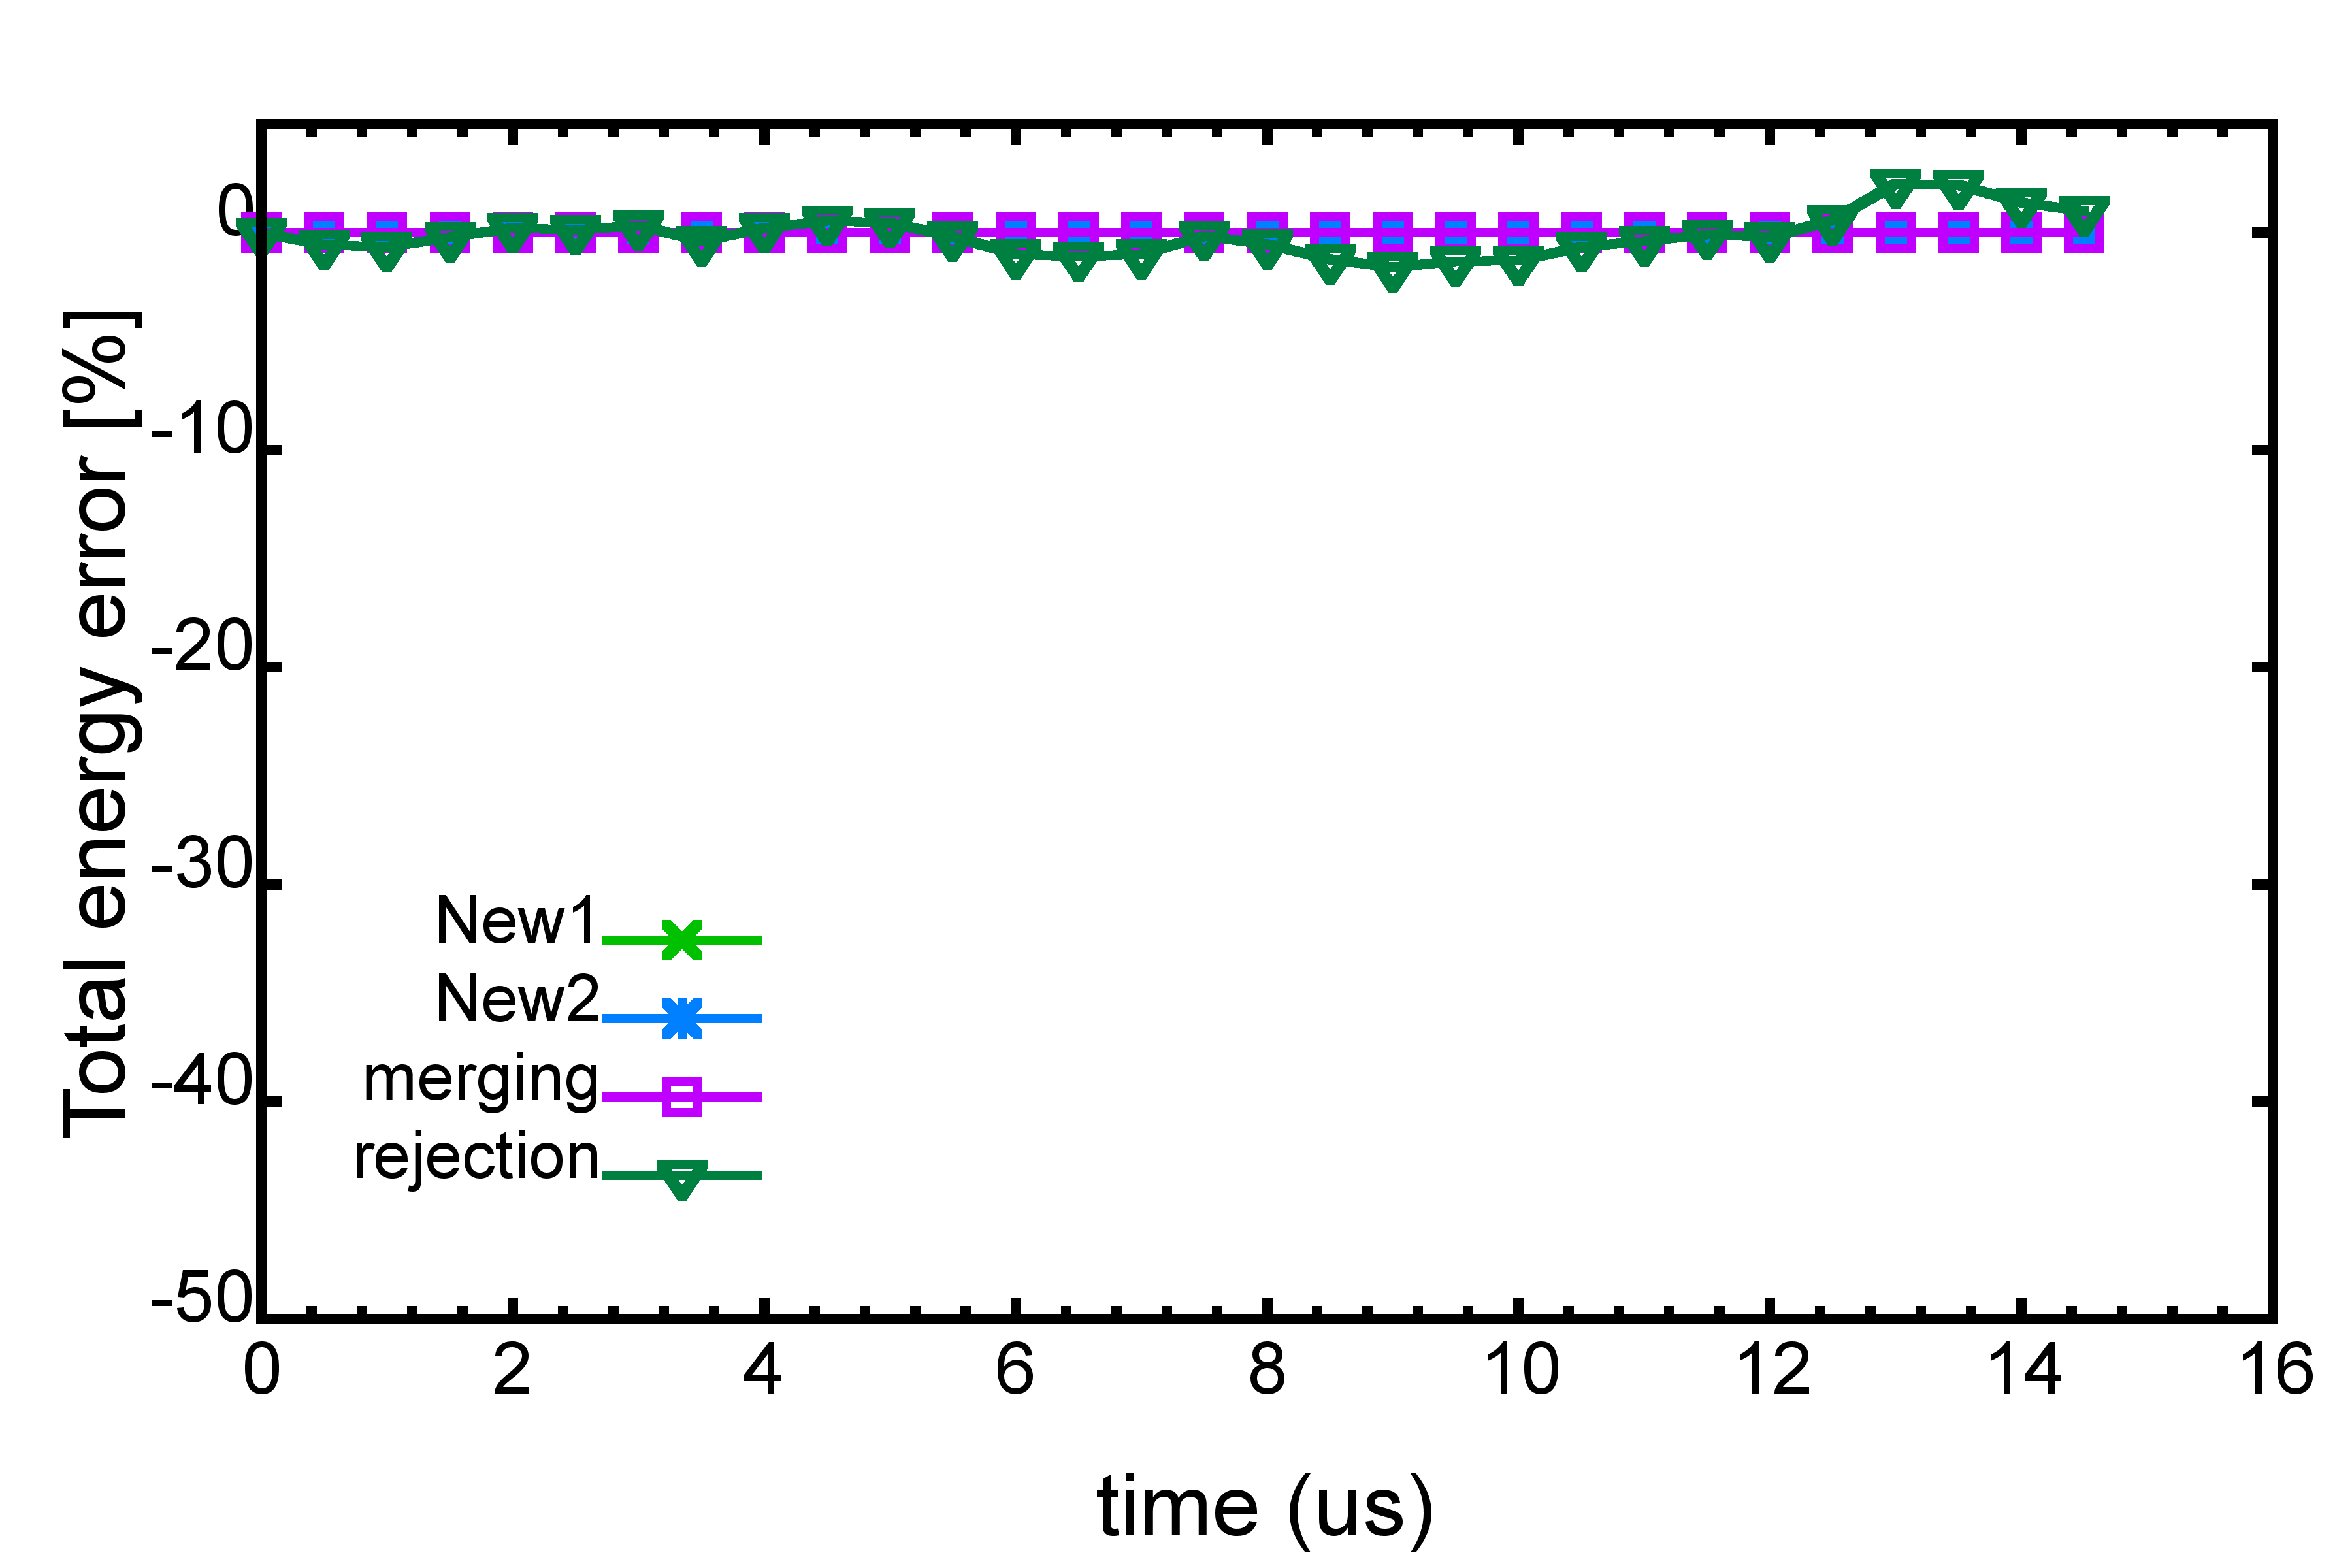 Total energy error [%]
0
-10
-20
-30
-40
-50
New1
New2
merging
rejection
0 2 4 6 8 10 12 14 16
time (us)